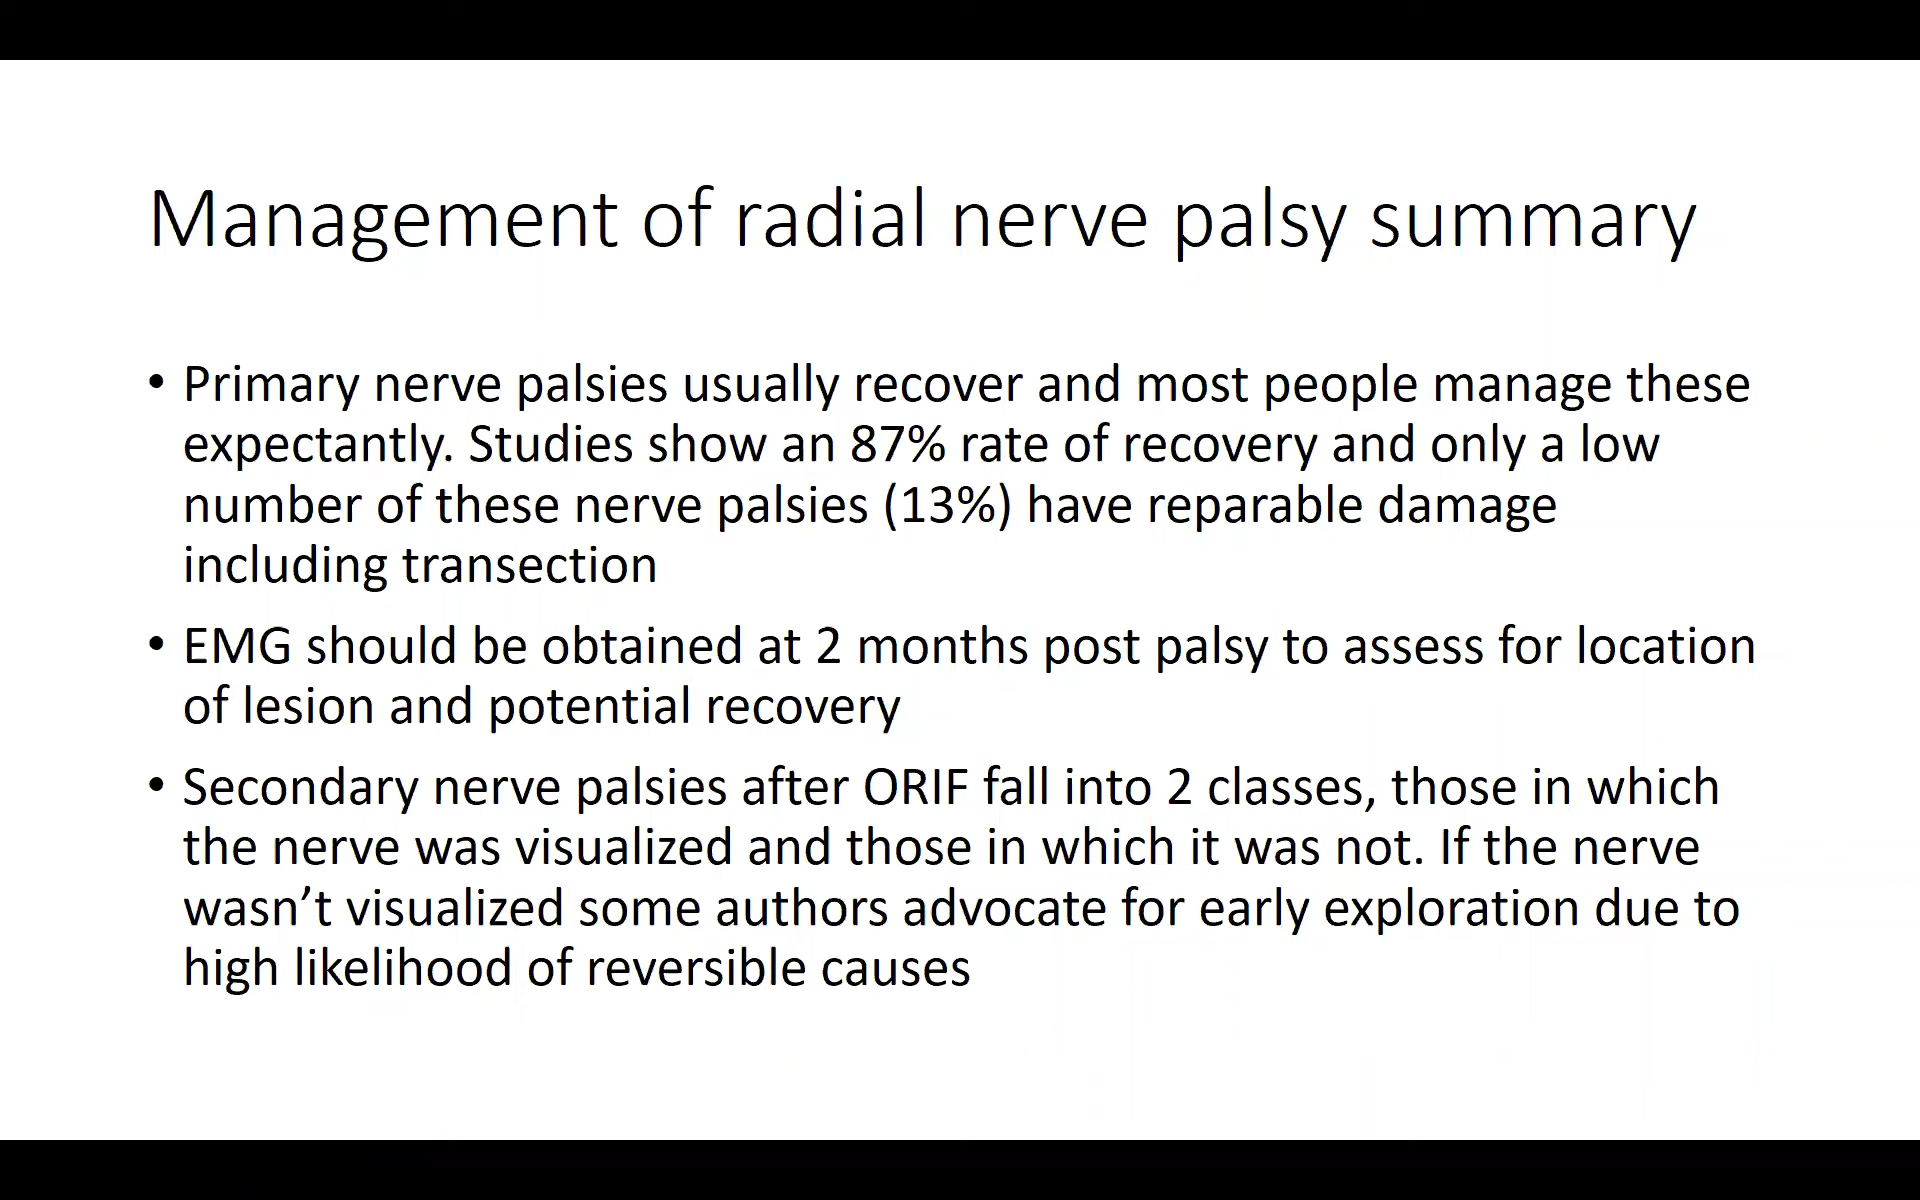 Management of radial nerve palsy summary
• Primary nerve palsies usually recover and most people manage these
expectantly. Studies show an 87% rate of recovery and only a low
number of these nerve palsies (13%) have reparable damage
including transection
• EMG should be obtained at 2 months post palsy to assess for location
of lesion and potential recovery
• Secondary nerve palsies after ORIF fall into 2 classes, those in which
the nerve was visualized and those in which it was not. If the nerve
wasn’t visualized some authors advocate for early exploration due to
high likelihood of reversible causes